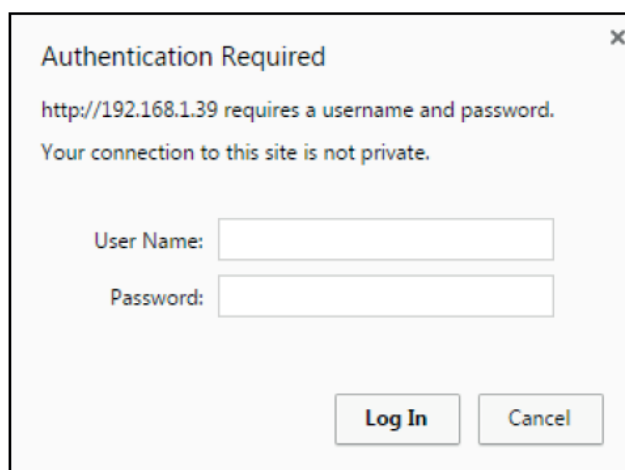 Authentication Required
http://192.168.1.39 requires a username and password.
Your connection to this site is not private.
User Name:
Password:
Log In Cancel